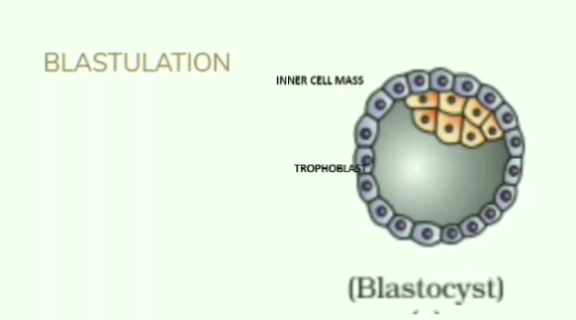 BLASTULATION
INNER CELL MASS
TROPHOBLAST
(Blastocyst)